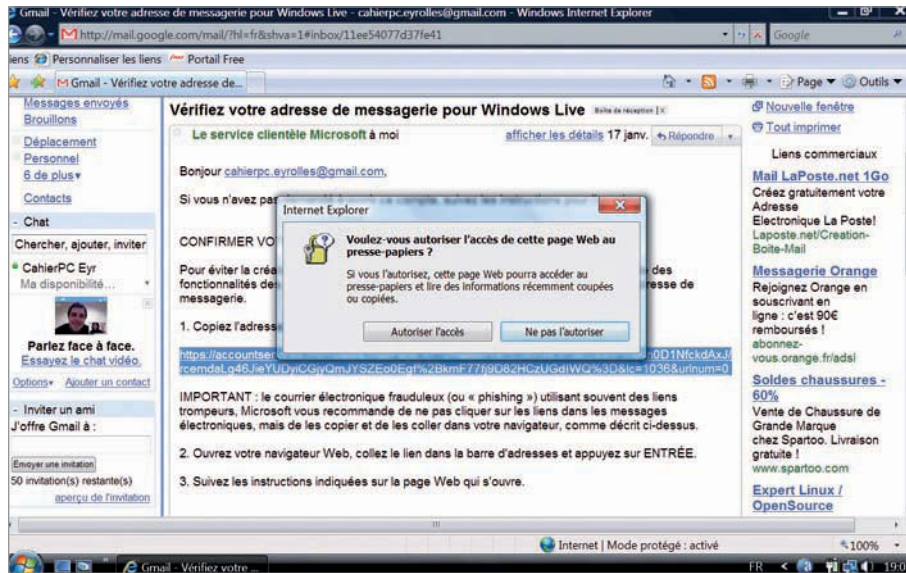 Gmail - Vérifiez votre adresse de messagerie pour Windows Live - cahierpc.eyrolles@gmail.com - Windows Internet Explorer
http://mail.google.com/mail/?hl=fr&shva=1#inbox/11ee54077d37fe41
Google
iens Personnaliser les liens Portail Free
Gmail - Vérifiez votre adresse de...
Page Outils
Messages envoyés
Brouillons
Déplacement
Personnel
6 de plus
Contacts
- Chat
Chercher, ajouter, inviter
CahierPC Eyr
Ma disponibilité...
Parlez face à face.
Essayez le chat vidéo.
Options Ajouter un contact
- Inviter un ami
J'offre Gmail à :
Envoyer une invitation
50 invitation(s) restante(s)
aperçu de l'invitation
Vérifiez votre adresse de messagerie pour Windows Live Boîte de réception | X
Le service clientèle Microsoft à moi
afficher les détails 17 janv. Répondre
Bonjour cahierpc.eyrolles@gmail.com,
Si vous n'avez pas
CONFIRMER VO
Pour éviter la créa
des
fonctionnalités des
resse de
messagerie.
1. Copiez l'adress
https://accountser
0D1NfckdAxJ/
rcemdaLg46JieYUDyiCGjyQmJYSZEo0Egf%2BkmF77fj9D82HCzUGdIWQ%3D&lc=1036&urlnum=0
IMPORTANT : le courrier électronique frauduleux (ou « phishing ») utilisant souvent des liens
trompeurs, Microsoft vous recommande de ne pas cliquer sur les liens dans les messages
électroniques, mais de les copier et de les coller dans votre navigateur, comme décrit ci-dessus.
2. Ouvrez votre navigateur Web, collez le lien dans la barre d'adresses et appuyez sur ENTRÉE.
3. Suivez les instructions indiquées sur la page Web qui s'ouvre.
Internet Explorer
Voulez-vous autoriser l'accès de cette page Web au
presse-papiers ?
Si vous l'autorisez, cette page Web pourra accéder au
presse-papiers et lire des informations récemment coupées
ou copiées.
Autoriser l'accès
Ne pas l'autoriser
Nouvelle fenêtre
Tout imprimer
Liens commerciaux
Mail LaPoste.net 1Go
Créez gratuitement votre
Adresse
Electronique La Poste!
Laposte.net/Creation-
Boite-Mail
Messagerie Orange
Rejoignez Orange en
souscrivant en
ligne : c'est 90€
remboursés !
abonnez-
vous.orange.fr/adsl
Soldes chaussures -
60%
Vente de Chaussure de
Grande Marque
chez Spartoo. Livraison
gratuite !
www.spartoo.com
Expert Linux /
OpenSource
Internet | Mode protégé : activé
100%
Gmail - Vérifiez votre ...
FR
19:0